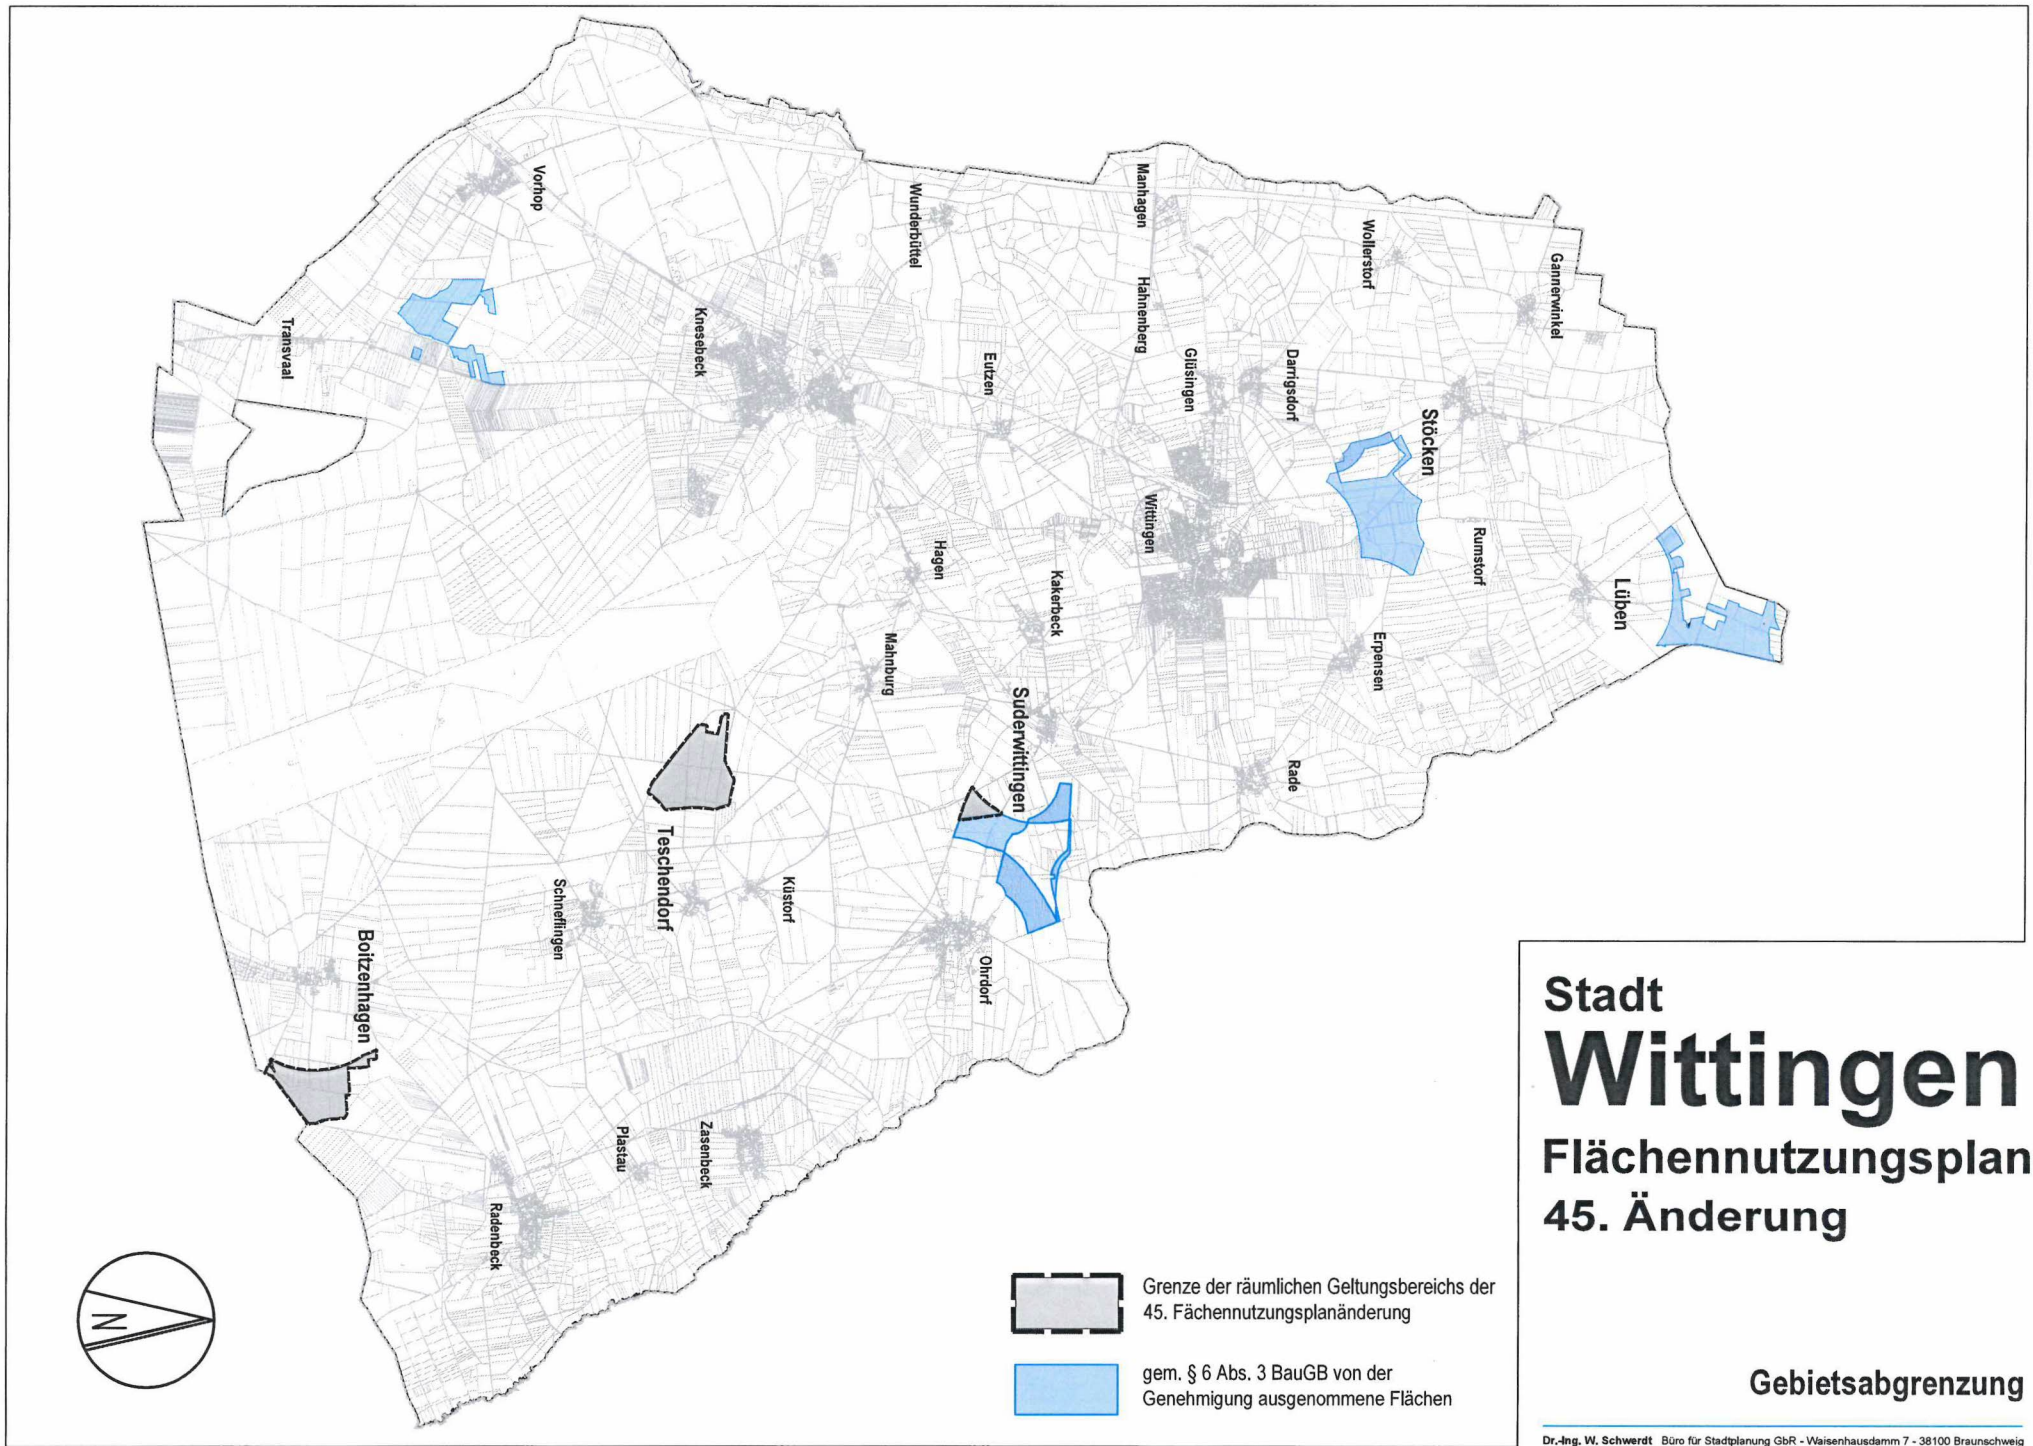 Vorhop
Wunderbüttel
Manhagen
Wollerstorf
Gannerwinkel
Transvaal
Knesebeck
Eutzen
Hahnenberg
Glüsingen
Darrigsdorf
Stöcken
Wittingen
Rumstorf
Lüben
Hagen
Kakerbeck
Mahnburg
Erpensen
Suderwittingen
Rade
Teschendorf
Schneflingen
Küstorf
Boitzenhagen
Ohrdorf
Plastau
Zasenbeck
Radenbeck
N
Grenze der räumlichen Geltungsbereichs der
45. Fächennutzungsplanänderung
gem. § 6 Abs. 3 BauGB von der
Genehmigung ausgenommene Flächen
Stadt
Wittingen
Flächennutzungsplan
45. Änderung
Gebietsabgrenzung
Dr.-Ing. W. Schwerdt Büro für Stadtplanung GbR - Waisenhausdamm 7 - 38100 Braunschweig